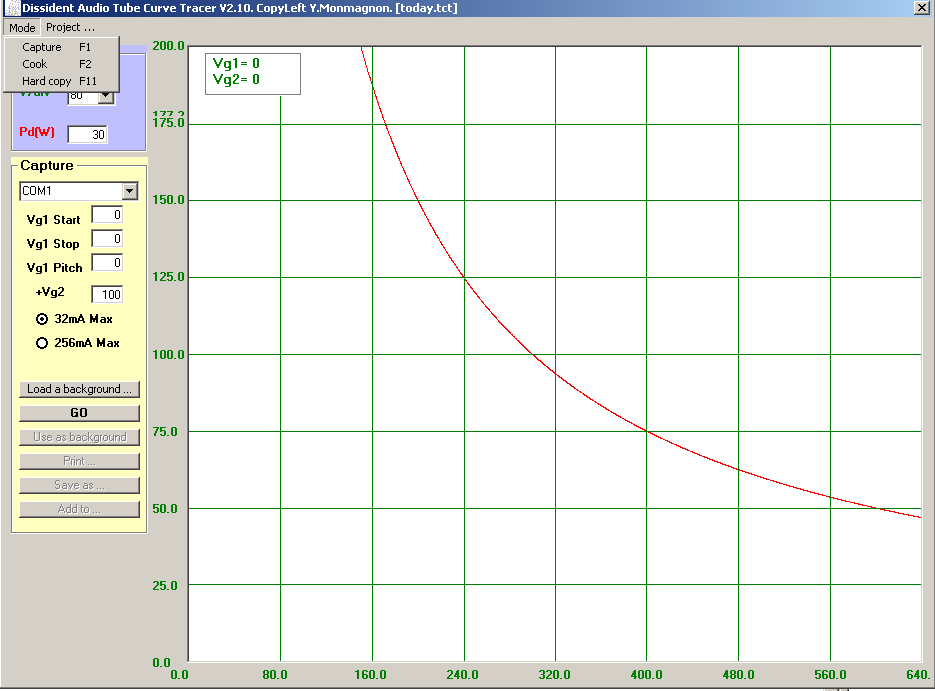 Dissident Audio Tube Curve Tracer V2.10. CopyLeft Y.Monmagnon. [today.tct]
Mode Project ...
Capture F1
Cook F2
Hard copy F11
V/div 80
Pd(W) 30
Capture
COM1
Vg1 Start 0
Vg1 Stop 0
Vg1 Pitch 0
+Vg2 100
32mA Max
256mA Max
Load a background ...
GO
Use as background
Print ...
Save as ...
Add to ...
Vg1= 0
Vg2= 0
200.0
175.0
150.0
125.0
100.0
75.0
50.0
25.0
0.0
0.0 80.0 160.0 240.0 320.0 400.0 480.0 560.0 640.